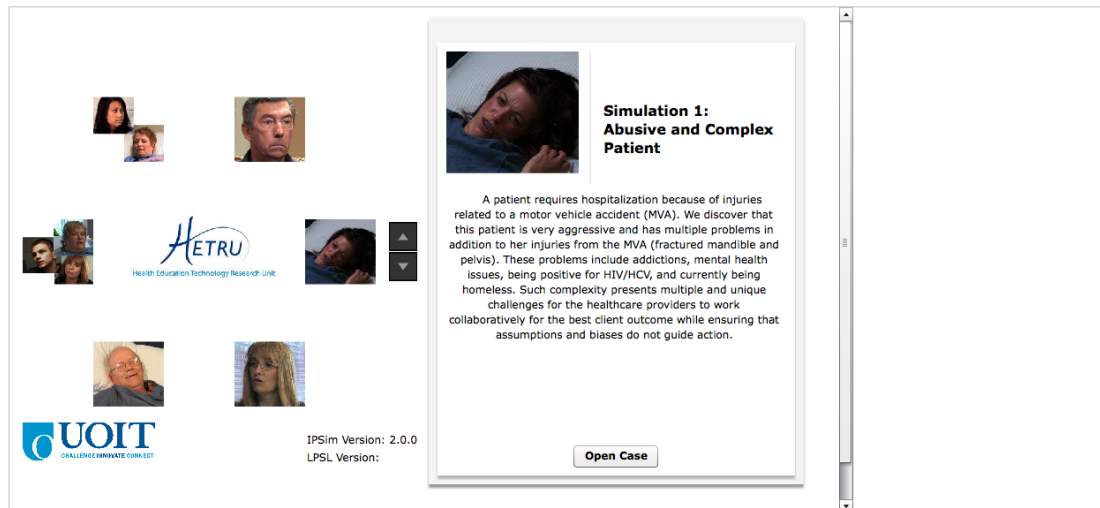 HETRU
Health Education Technology Research Unit
UOIT
CHALLENGE INNOVATE CONNECT
IPSim Version: 2.0.0
LPSL Version:
Simulation 1:
Abusive and Complex
Patient
A patient requires hospitalization because of injuries
related to a motor vehicle accident (MVA). We discover that
this patient is very aggressive and has multiple problems in
addition to her injuries from the MVA (fractured mandible and
pelvis). These problems include addictions, mental health
issues, being positive for HIV/HCV, and currently being
homeless. Such complexity presents multiple and unique
challenges for the healthcare providers to work
collaboratively for the best client outcome while ensuring that
assumptions and biases do not guide action.
Open Case